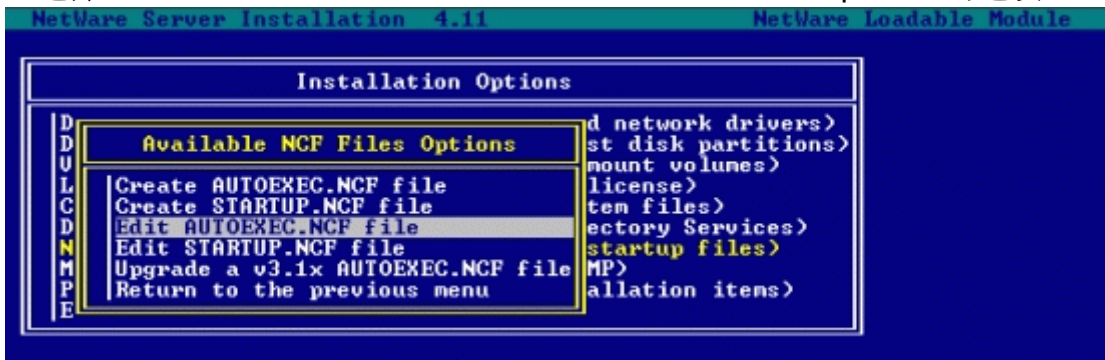 NetWare Server Installation 4.11 NetWare Loadable Module
Installation Options
D
d network drivers)
D
st disk partitions)
V
mount volumes)
L
license)
C
tem files)
D
ectory Services)
N
startup files)
M
MP)
P
allation items)
E
Available NCF Files Options
Create AUTOEXEC.NCF file
Create STARTUP.NCF file
Edit AUTOEXEC.NCF file
Edit STARTUP.NCF file
Upgrade a v3.1x AUTOEXEC.NCF file
Return to the previous menu